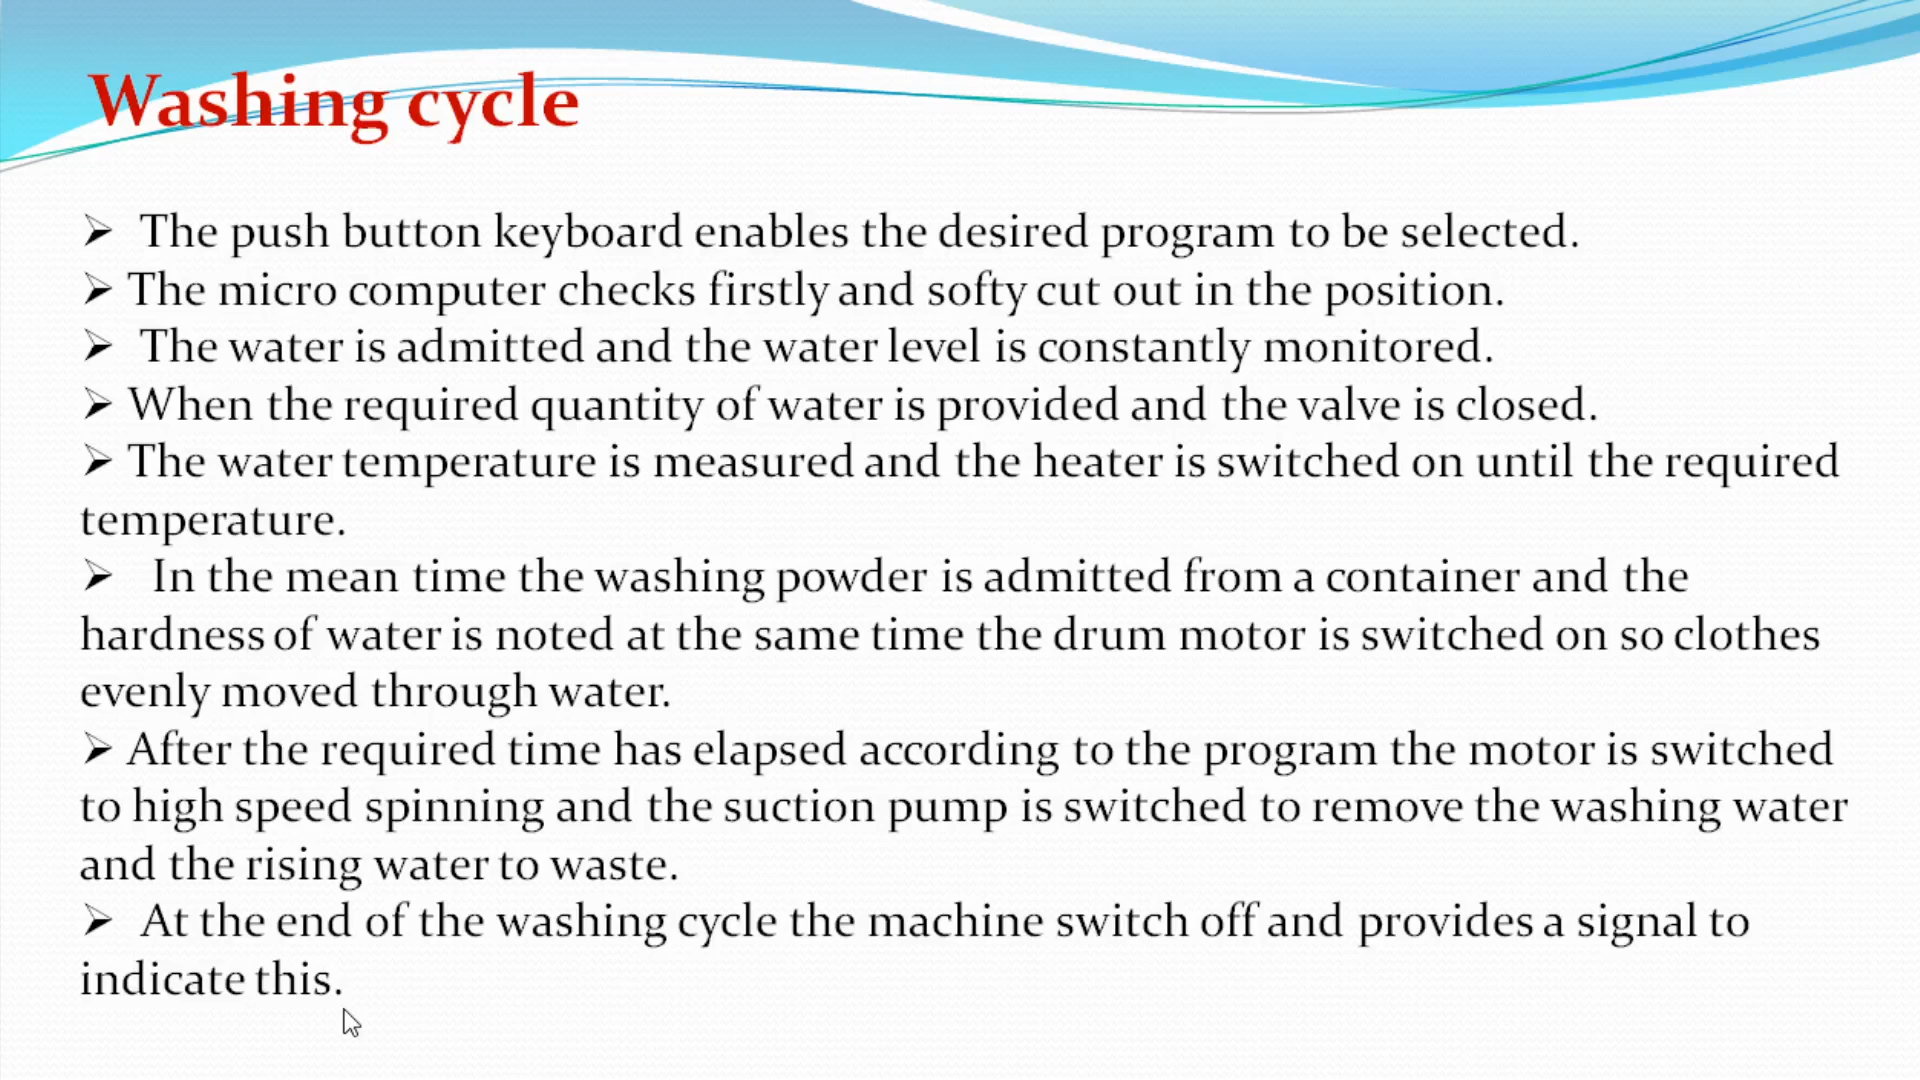 Washing cycle
➢ The push button keyboard enables the desired program to be selected.
➢ The micro computer checks firstly and softy cut out in the position.
➢ The water is admitted and the water level is constantly monitored.
➢ When the required quantity of water is provided and the valve is closed.
➢ The water temperature is measured and the heater is switched on until the required
temperature.
➢ In the mean time the washing powder is admitted from a container and the
hardness of water is noted at the same time the drum motor is switched on so clothes
evenly moved through water.
➢ After the required time has elapsed according to the program the motor is switched
to high speed spinning and the suction pump is switched to remove the washing water
and the rising water to waste.
➢ At the end of the washing cycle the machine switch off and provides a signal to
indicate this.